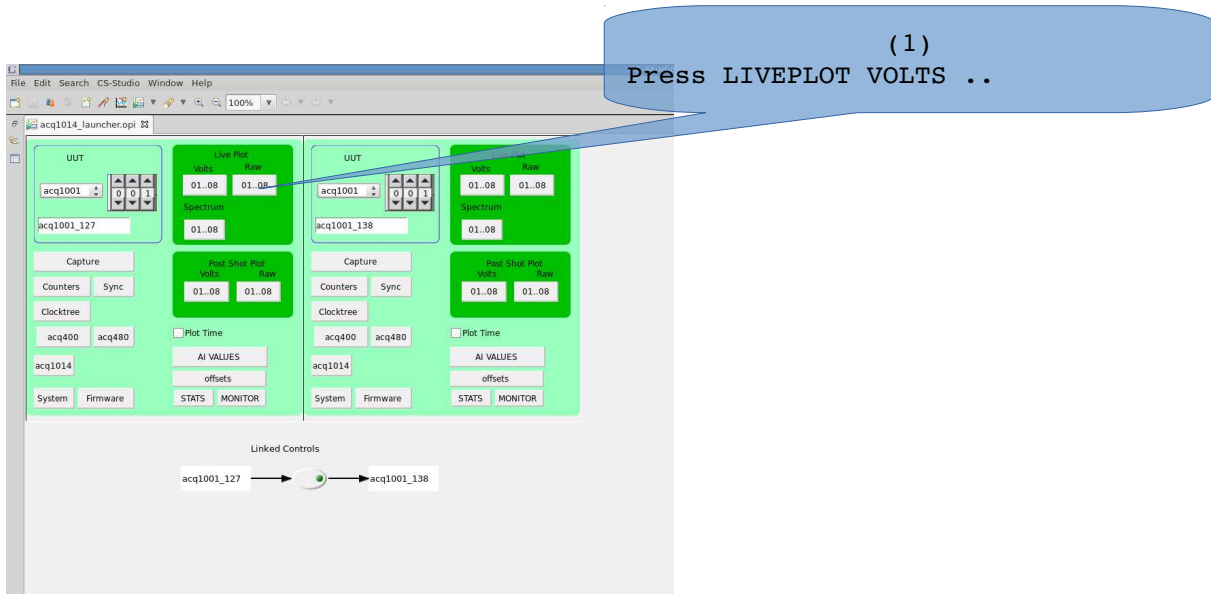 (1)
Press LIVEPLOT VOLTS ..
File Edit Search CS-Studio Window Help
100%
acq1014_launcher.opi
UUT
acq1001
0 0 1
acq1001_127
Live Plot
Volts Raw
01..08 01..08
Spectrum
01..08
Capture
Counters Sync
Clocktree
acq400 acq480
acq1014
System Firmware
Post Shot Plot
Volts Raw
01..08 01..08
Plot Time
AI VALUES
offsets
STATS MONITOR
UUT
acq1001
0 0 1
acq1001_138
Live Plot
Volts Raw
01..08 01..08
Spectrum
01..08
Capture
Counters Sync
Clocktree
acq400 acq480
acq1014
System Firmware
Post Shot Plot
Volts Raw
01..08 01..08
Plot Time
AI VALUES
offsets
STATS MONITOR
Linked Controls
acq1001_127 acq1001_138